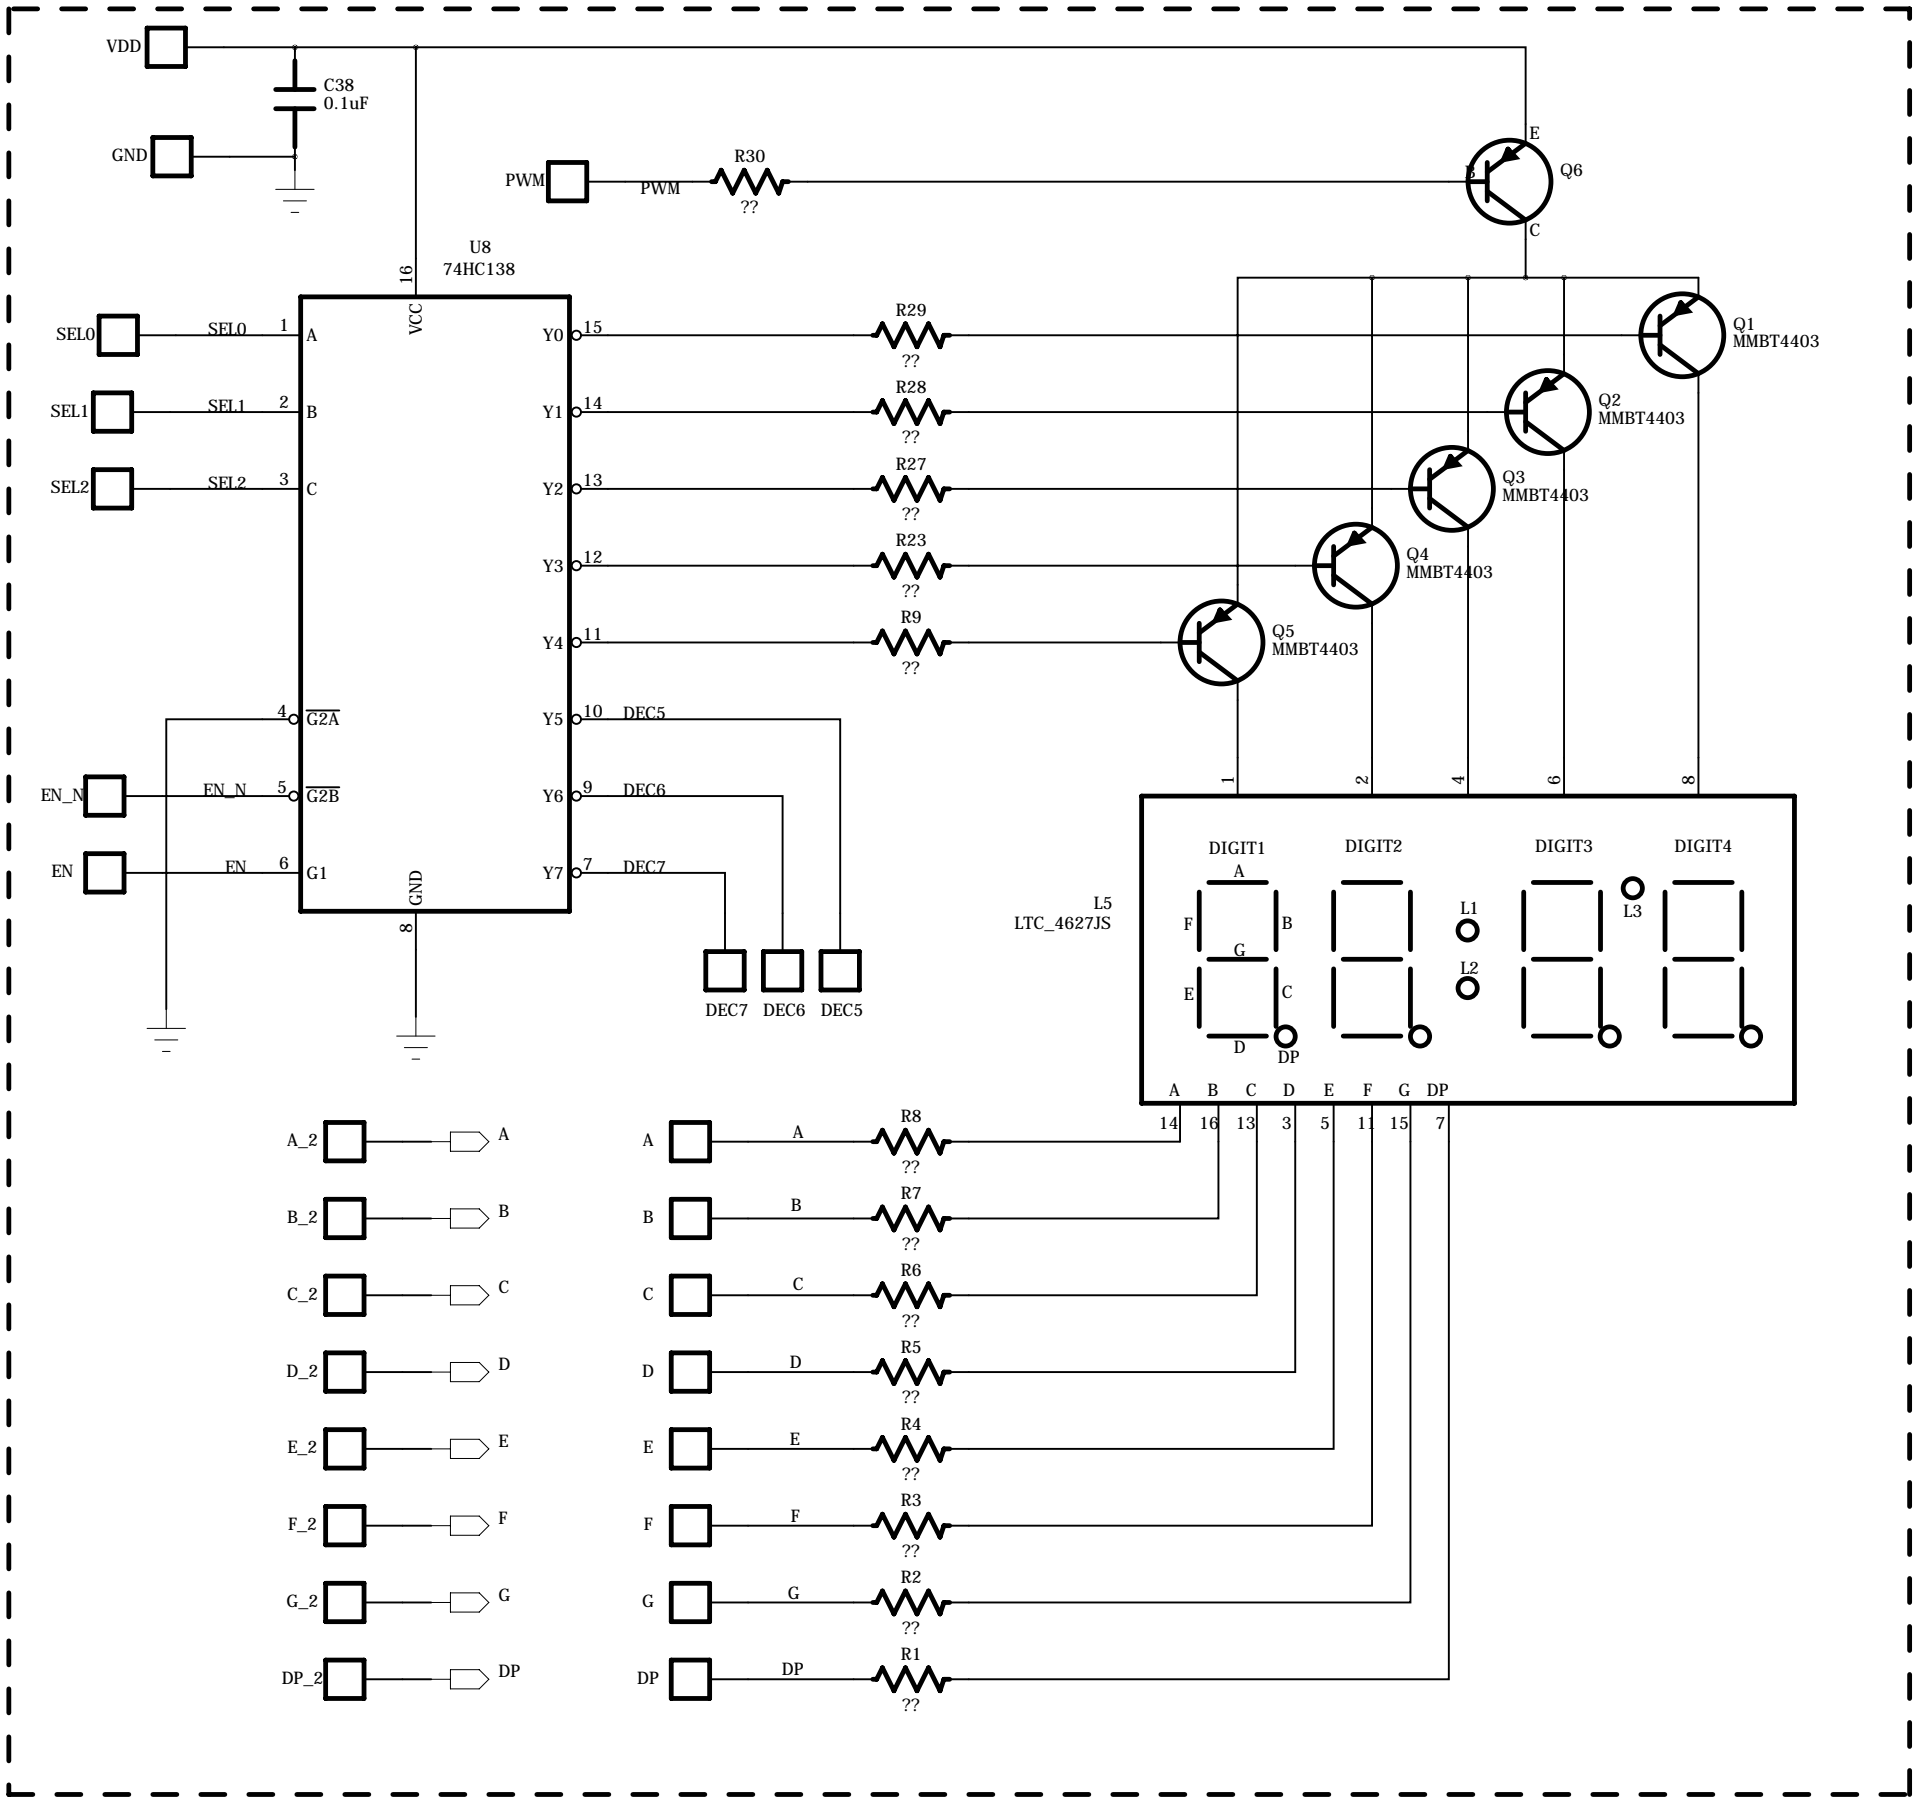 VDD
C38
0.1uF
GND
PWM
PWM
R30
??
E
B
C
Q6
U8
74HC138
16
VCC
SEL0
SEL0
1
A
Y0
15
R29
??
Q1
MMBT4403
SEL1
SEL1
2
B
Y1
14
R28
??
Q2
MMBT4403
SEL2
SEL2
3
C
Y2
13
R27
??
Q3
MMBT4403
Y3
12
R23
??
Q4
MMBT4403
Y4
11
R9
??
Q5
MMBT4403
4
G2A
Y5
10
DEC5
EN_N
EN_N
5
G2B
Y6
9
DEC6
EN
EN
6
G1
Y7
7
DEC7
GND
8
DEC7
DEC6
DEC5
1
2
4
6
8
L5
LTC_4627JS
DIGIT1
DIGIT2
DIGIT3
DIGIT4
A
F
B
G
E
C
D
DP
L1
L2
L3
A
B
C
D
E
F
G
DP
14
16
13
3
5
11
15
7
A_2
A
A
A
R8
??
B_2
B
B
B
R7
??
C_2
C
C
C
R6
??
D_2
D
D
D
R5
??
E_2
E
E
E
R4
??
F_2
F
F
F
R3
??
G_2
G
G
G
R2
??
DP_2
DP
DP
DP
R1
??